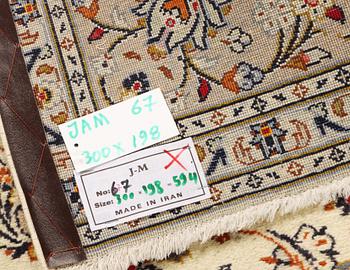 JAM 67
300 x 198
J-M
No: 67
Size: 300.198-594
MADE IN IRAN